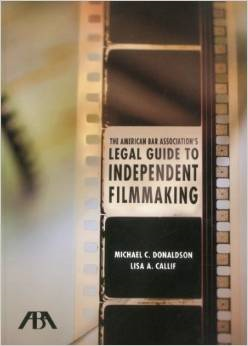 THE AMERICAN BAR ASSOCIATION'S
LEGAL GUIDE TO
INDEPENDENT
FILMMAKING
MICHAEL C. DONALDSON
LISA A. CALLIF
ABA